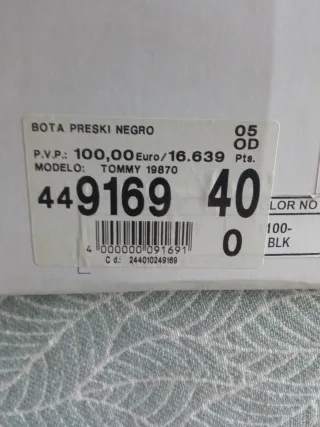 BOTA PRESKI NEGRO 05
OD
P.V.P.: 100,00 Euro/16.639 Pts.
MODELO: TOMMY 19870
449169 40
0
4 000000 091691
Cd.: 244010249169
LOR NO
100-
BLK